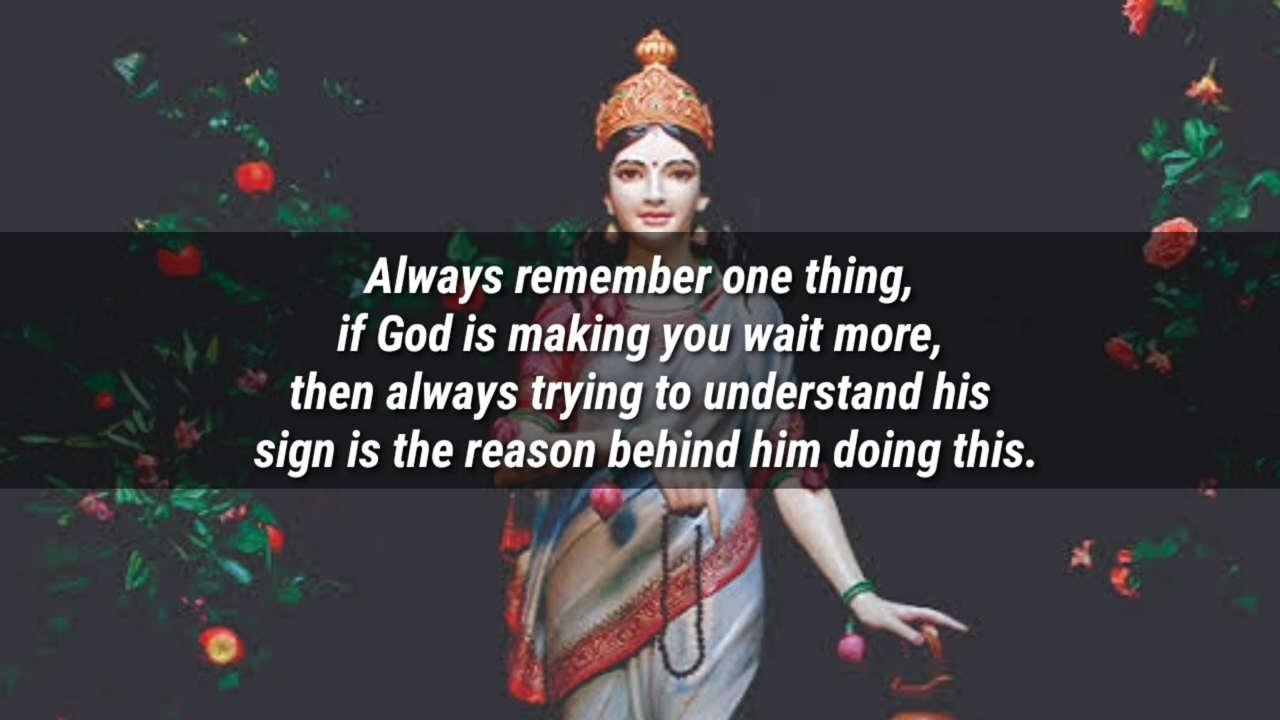 Always remember one thing,
if God is making you wait more,
then always trying to understand his
sign is the reason behind him doing this.